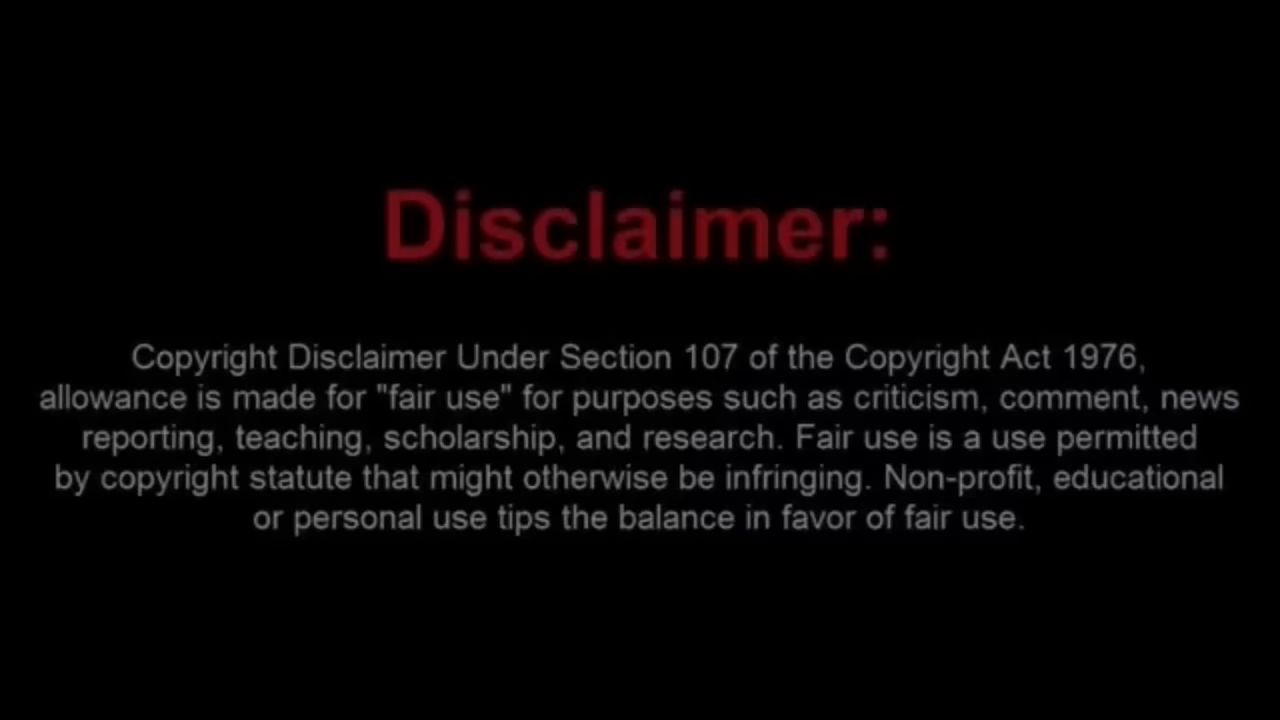 Disclaimer:
Copyright Disclaimer Under Section 107 of the Copyright Act 1976,
allowance is made for "fair use" for purposes such as criticism, comment, news
reporting, teaching, scholarship, and research. Fair use is a use permitted
by copyright statute that might otherwise be infringing. Non-profit, educational
or personal use tips the balance in favor of fair use.